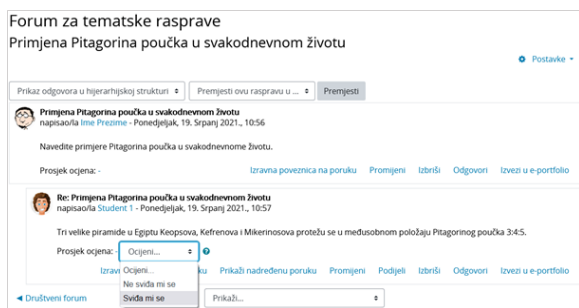 Forum za tematske rasprave
Primjena Pitagorina poučka u svakodnevnom životu
Postavke
Prikaz odgovora u hijerarhijskoj strukturi
Premjesti ovu raspravu u ...
Premjesti
Primjena Pitagorina poučka u svakodnevnom životu
napisao/la Ime Prezime - Ponedjeljak, 19. Srpanj 2021., 10:56
Navedite primjere Pitagorina poučka u svakodnevnome životu.
Prosjek ocjena: -
Izravna poveznica na poruku Promijeni Izbriši Odgovori Izvezi u e-portfolio
Re: Primjena Pitagorina poučka u svakodnevnom životu
napisao/la Student 1 - Ponedjeljak, 19. Srpanj 2021., 10:57
Tri velike piramide u Egiptu Keopsova, Kefrenova i Mikerinosova protežu se u međusobnom položaju Pitagorinog poučka 3:4:5.
Prosjek ocjena: - Ocijeni...
Izrav ku Prikaži nadređenu poruku Promijeni Podijeli Izbriši Odgovori Izvezi u e-portfolio
Ocijeni...
Ne sviđa mi se
Sviđa mi se
Društveni forum
Prikaži...